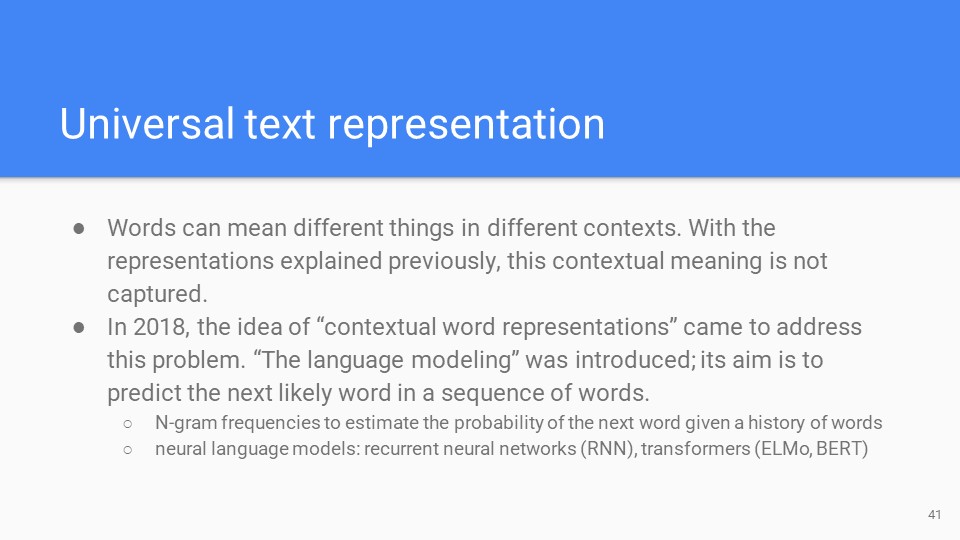 Universal text representation
● Words can mean different things in different contexts. With the
representations explained previously, this contextual meaning is not
captured.
● In 2018, the idea of “contextual word representations” came to address
this problem. “The language modeling” was introduced; its aim is to
predict the next likely word in a sequence of words.
○ N-gram frequencies to estimate the probability of the next word given a history of words
○ neural language models: recurrent neural networks (RNN), transformers (ELMo, BERT)
41